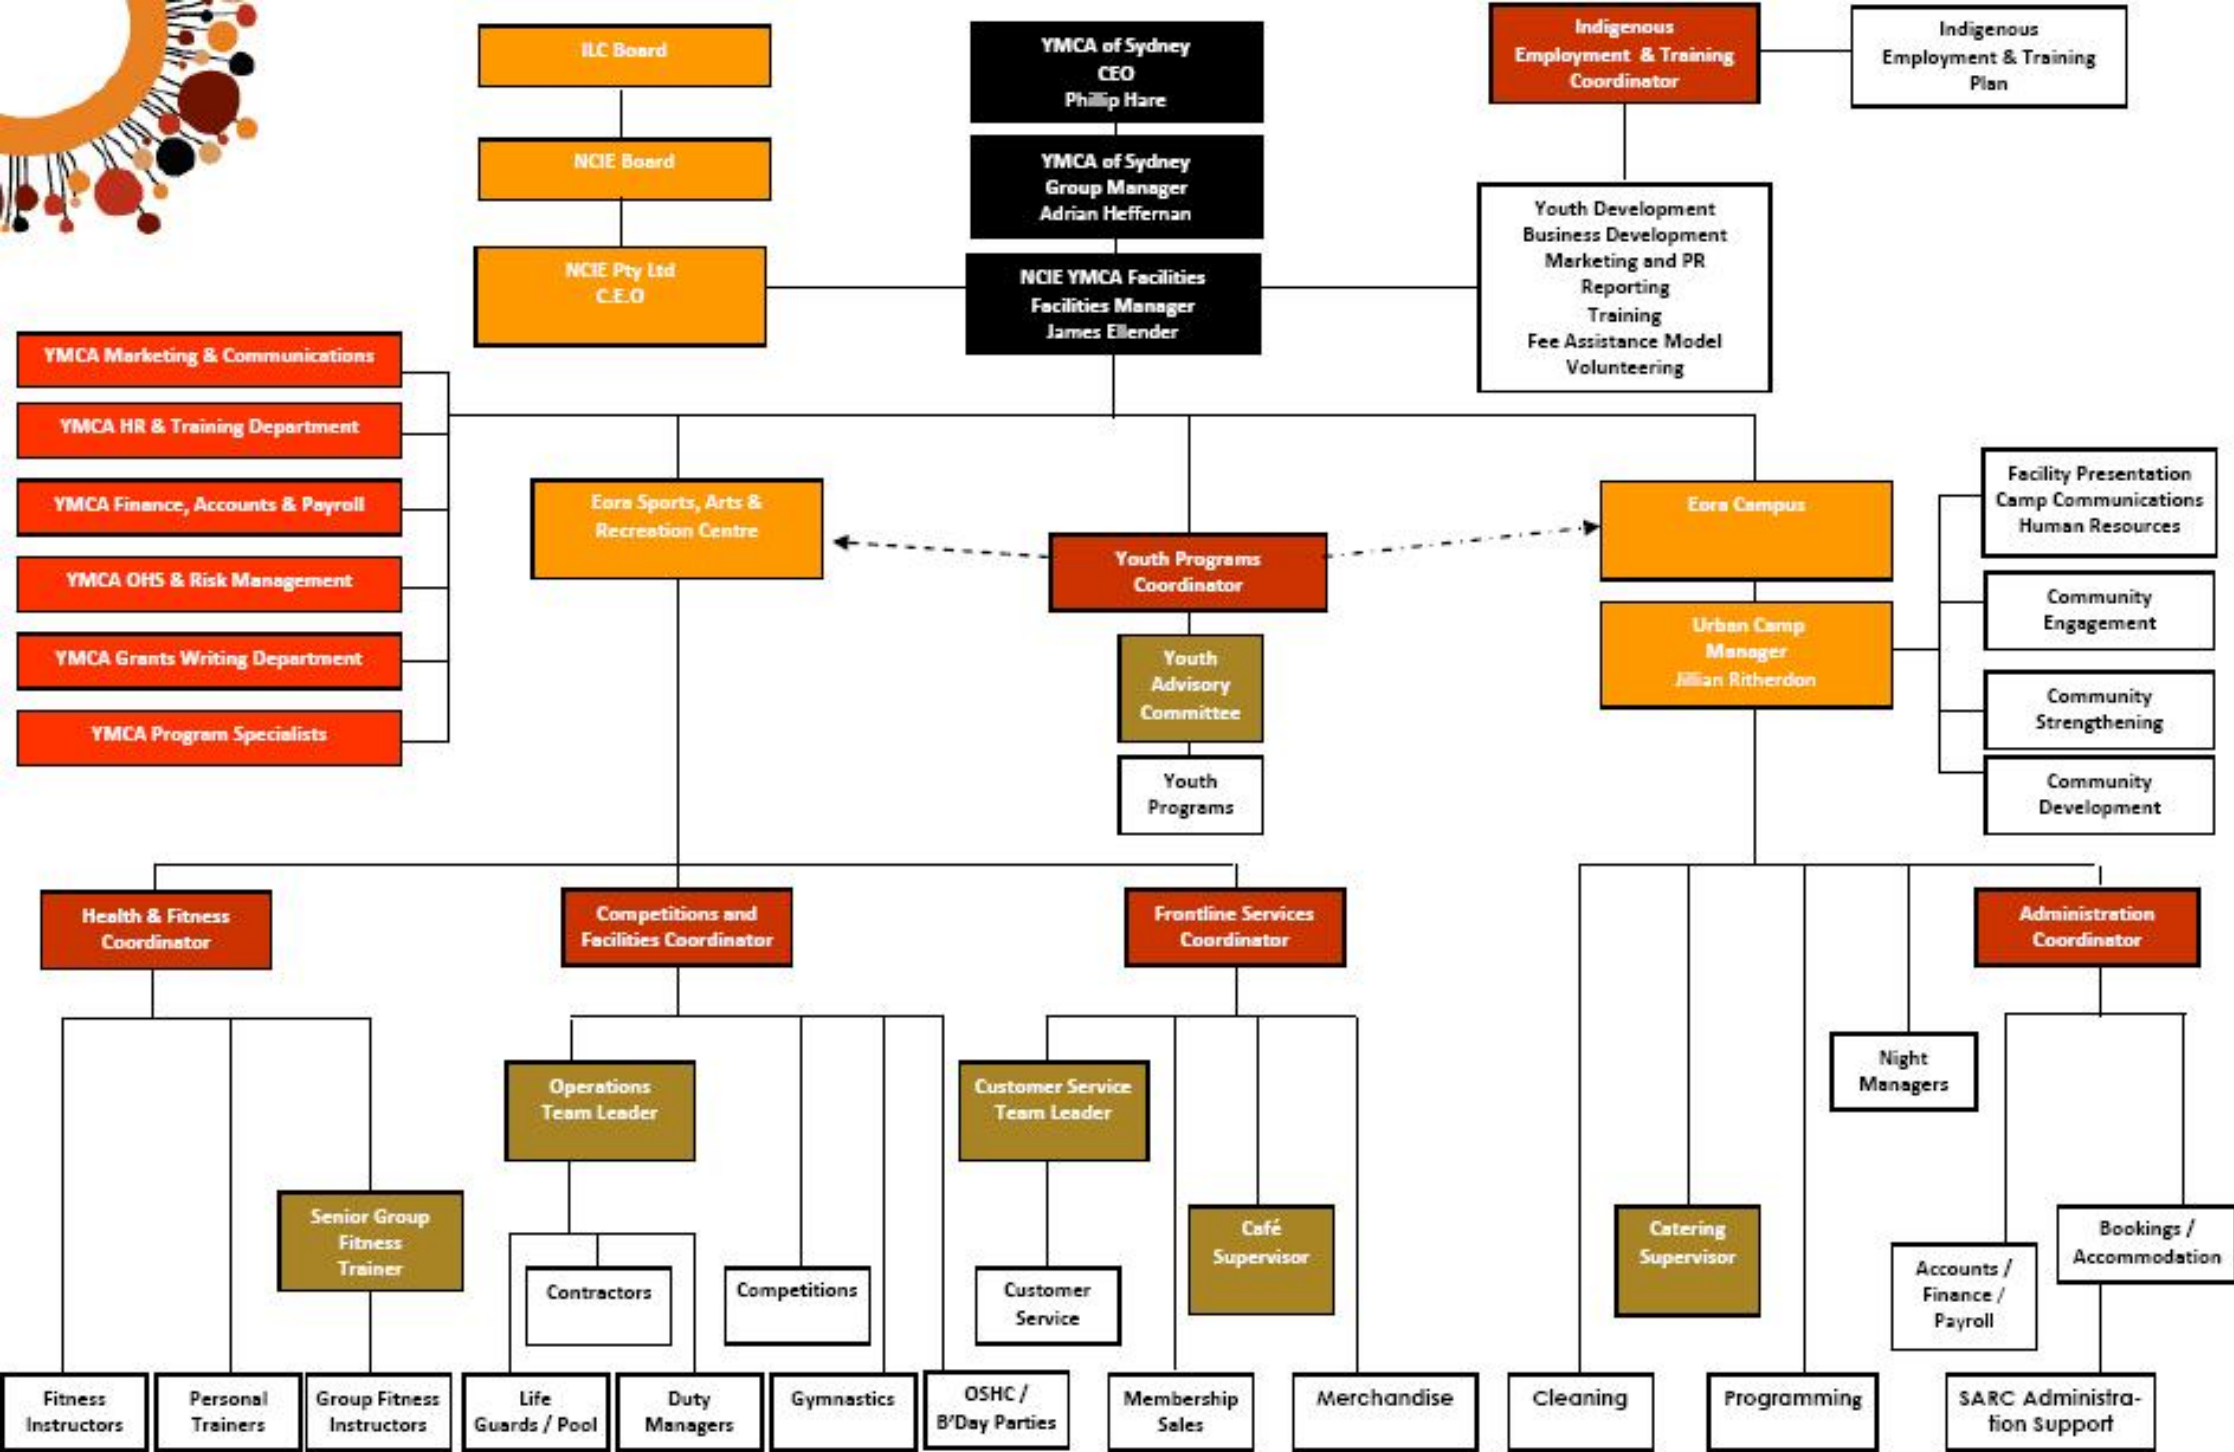 ILC Board
YMCA of Sydney
CEO
Phillip Hare
Indigenous
Employment & Training
Coordinator
Indigenous
Employment & Training
Plan
NCIE Board
YMCA of Sydney
Group Manager
Adrian Heffernan
NCIE Pty Ltd
C.E.O
NCIE YMCA Facilities
Facilities Manager
James Ellender
Youth Development
Business Development
Marketing and PR
Reporting
Training
Fee Assistance Model
Volunteering
YMCA Marketing & Communications
YMCA HR & Training Department
YMCA Finance, Accounts & Payroll
YMCA OHS & Risk Management
YMCA Grants Writing Department
YMCA Program Specialists
Eora Sports, Arts &
Recreation Centre
Youth Programs
Coordinator
Youth
Advisory
Committee
Youth
Programs
Eora Campus
Urban Camp
Manager
Jillian Ritherdon
Facility Presentation
Camp Communications
Human Resources
Community
Engagement
Community
Strengthening
Community
Development
Health & Fitness
Coordinator
Competitions and
Facilities Coordinator
Frontline Services
Coordinator
Administration
Coordinator
Operations
Team Leader
Customer Service
Team Leader
Night
Managers
Senior Group
Fitness
Trainer
Contractors
Competitions
Customer
Service
Café
Supervisor
Catering
Supervisor
Accounts /
Finance /
Payroll
Bookings /
Accommodation
Fitness
Instructors
Personal
Trainers
Group Fitness
Instructors
Life
Guards / Pool
Duty
Managers
Gymnastics
OSHC /
B'Day Parties
Membership
Sales
Merchandise
Cleaning
Programming
SARC Administra-
tion Support